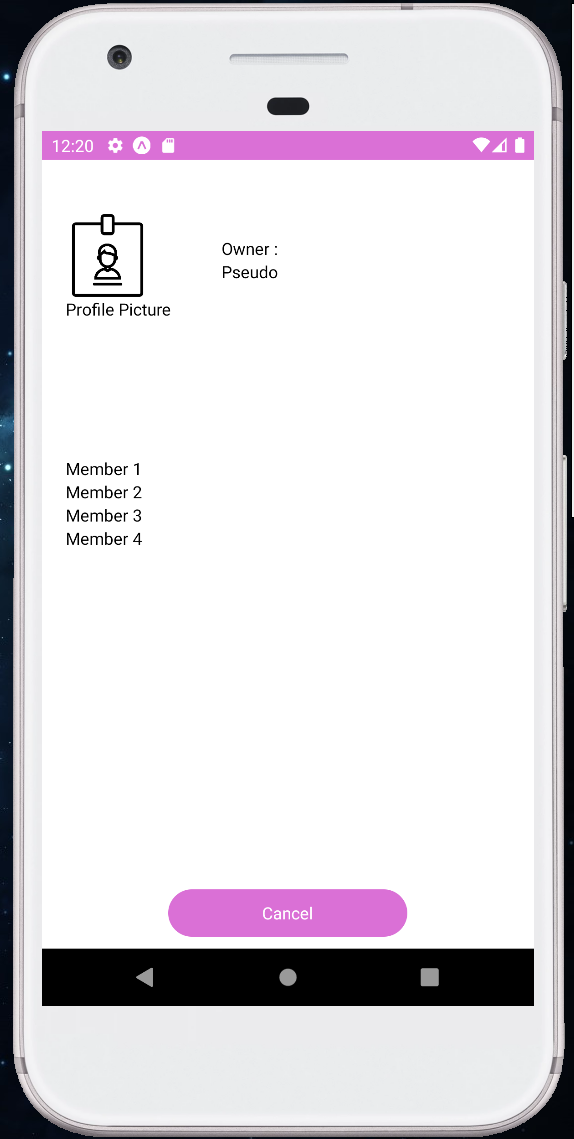 12:20
Owner :
Pseudo
Profile Picture
Member 1
Member 2
Member 3
Member 4
Cancel